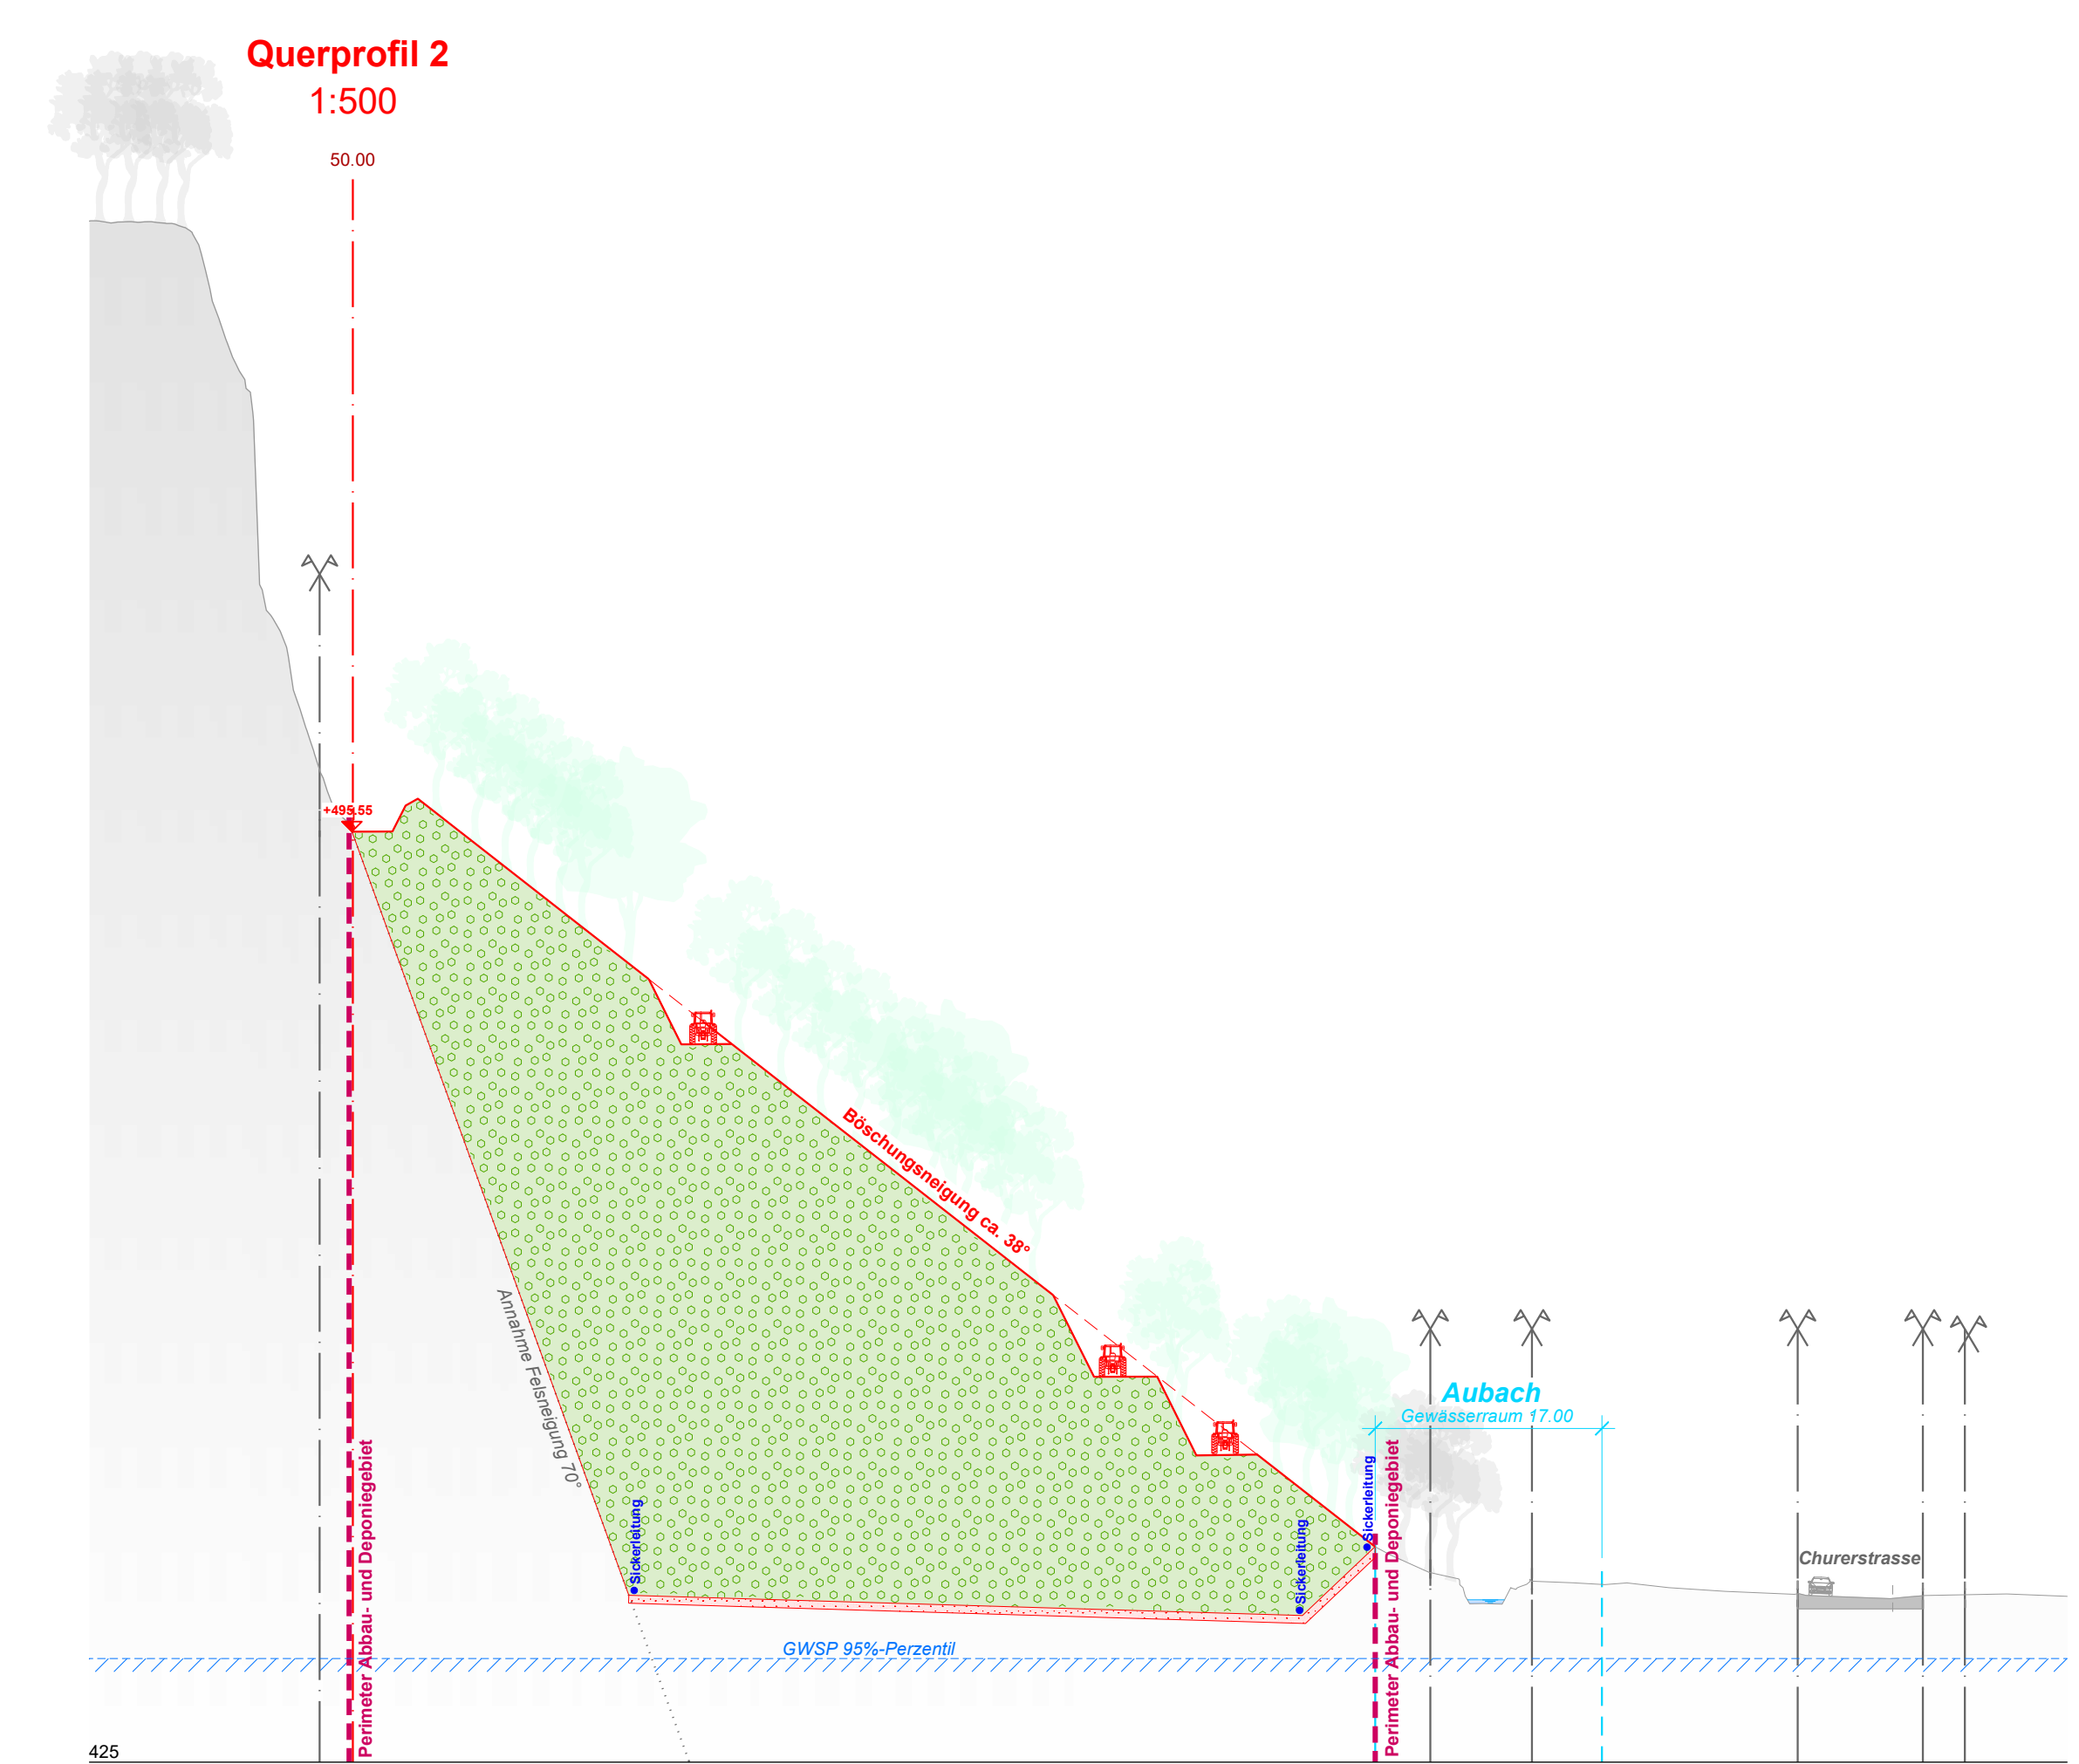 Querprofil 2
1:500
50.00
+495.55
Böschungsneigung ca. 38°
Annahme Felsneigung 70°
Aubach
Gewässerraum 17.00
Perimeter Abbau- und Deponiegebiet
Sickerleitung
Sickerleitung
Sickerleitung
Perimeter Abbau- und Deponiegebiet
Churerstrasse
GWSP 95%-Perzentil
425